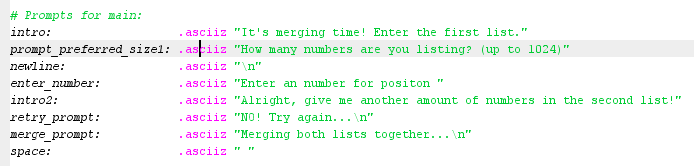 # Prompts for main:
intro: .asciiz "It's merging time! Enter the first list."
prompt_preferred_size1: .asciiz "How many numbers are you listing? (up to 1024)"
newline: .asciiz "\n"
enter_number: .asciiz "Enter an number for positon "
intro2: .asciiz "Alright, give me another amount of numbers in the second list!"
retry_prompt: .asciiz "NO! Try again...\n"
merge_prompt: .asciiz "Merging both lists together...\n"
space: .asciiz " "